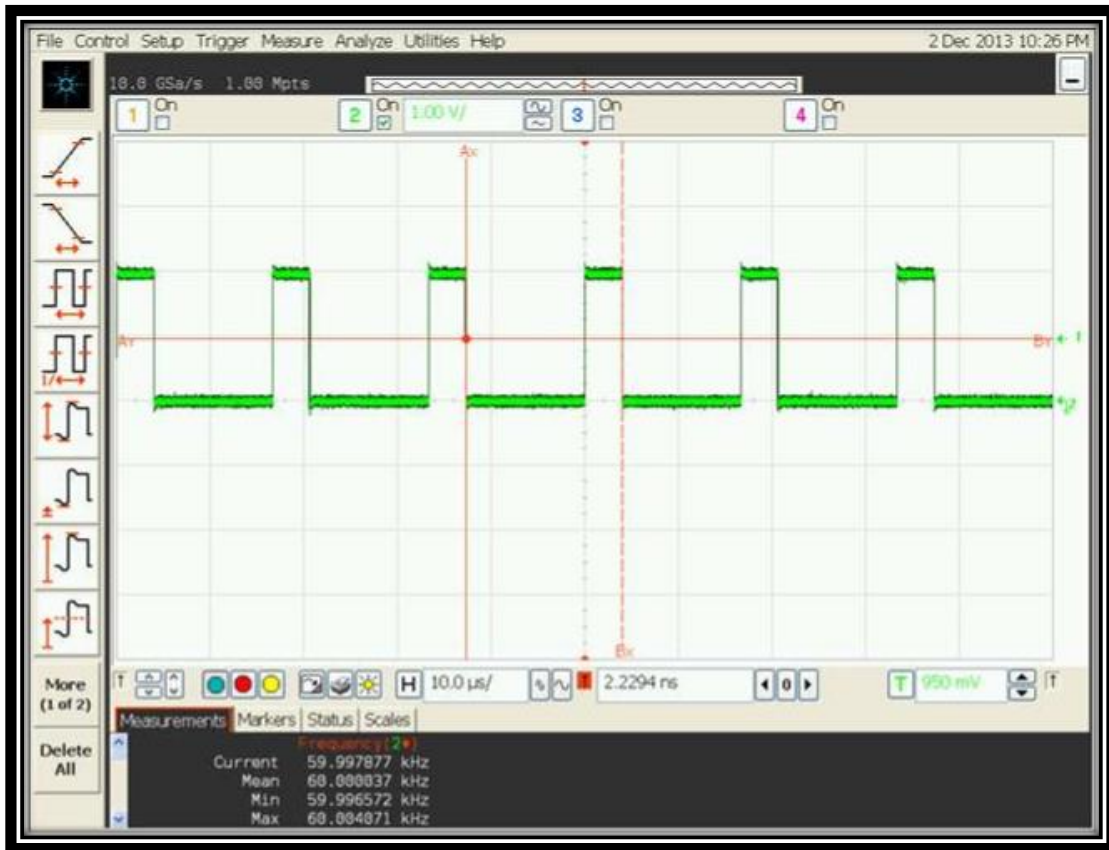 File Control Setup Trigger Measure Analyze Utilities Help 2 Dec 2013 10:26 PM
10.0 GSa/s 1.00 Mpts
1 On 2 On 1.00 V/ 3 On 4 On
Ax
Ay By
Bx
More
(1 of 2)
Delete
All
T H 10.0 µs/ T 2.2294 ns 0 T 950 mV T
Measurements Markers Status Scales
Frequency(2)
Current 59.997877 kHz
Mean 60.000037 kHz
Min 59.996572 kHz
Max 60.004071 kHz